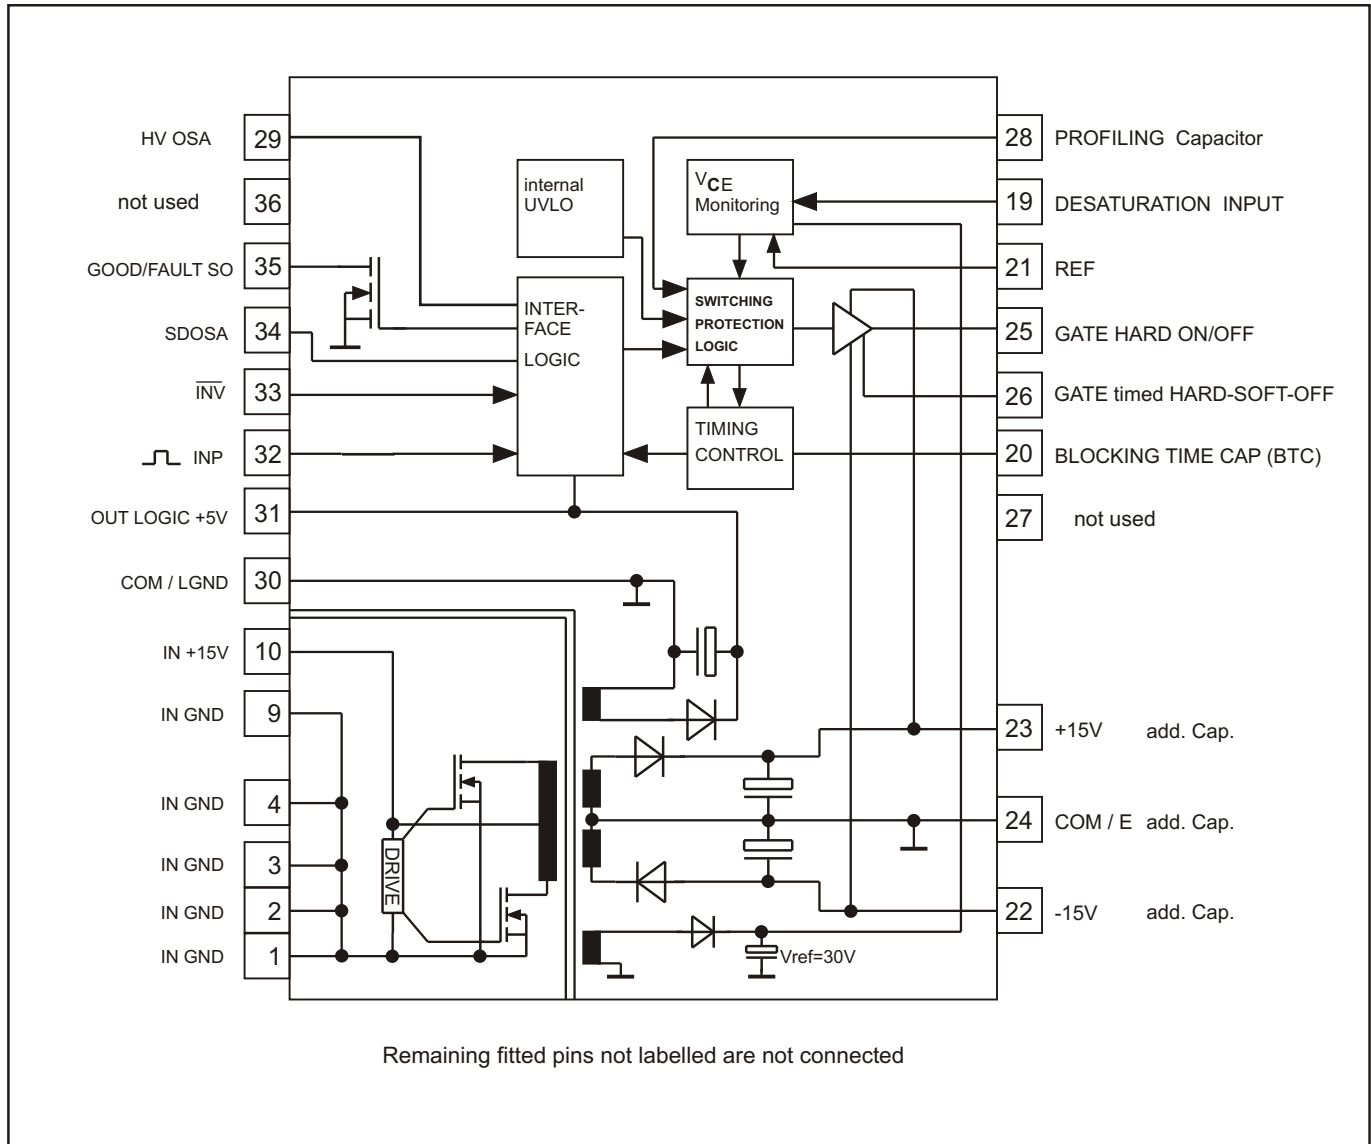 HV OSA 29
not used 36
GOOD/FAULT SO 35
SDOSA 34
INV 33
INP 32
OUT LOGIC +5V 31
COM / LGND 30
IN +15V 10
IN GND 9
IN GND 4
IN GND 3
IN GND 2
IN GND 1
internal
UVLO
INTER-
FACE
LOGIC
VCE
Monitoring
SWITCHING
PROTECTION
LOGIC
TIMING
CONTROL
DRIVE
Vref=30V
28 PROFILING Capacitor
19 DESATURATION INPUT
21 REF
25 GATE HARD ON/OFF
26 GATE timed HARD-SOFT-OFF
20 BLOCKING TIME CAP (BTC)
27 not used
23 +15V add. Cap.
24 COM / E add. Cap.
22 -15V add. Cap.
Remaining fitted pins not labelled are not connected